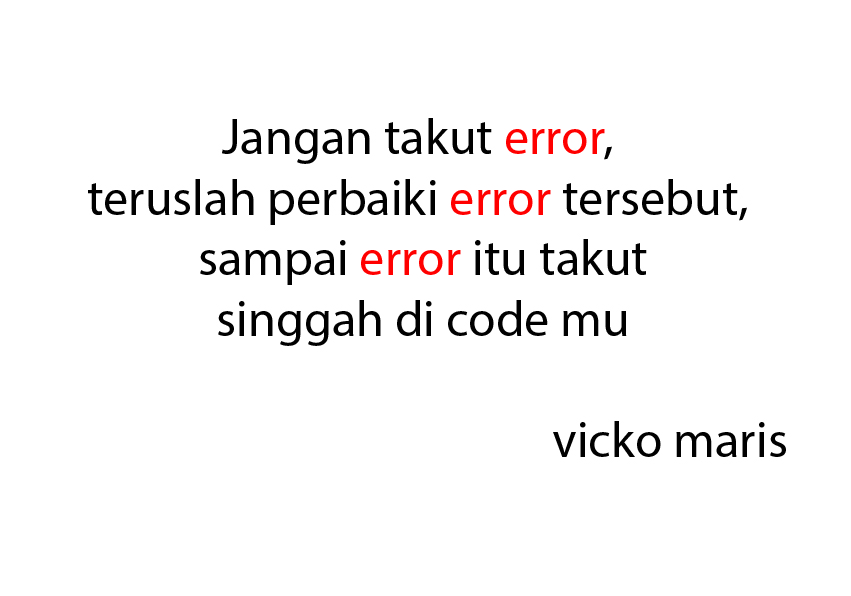 Jangan takut error,
teruslah perbaiki error tersebut,
sampai error itu takut
singgah di code mu
vicko maris